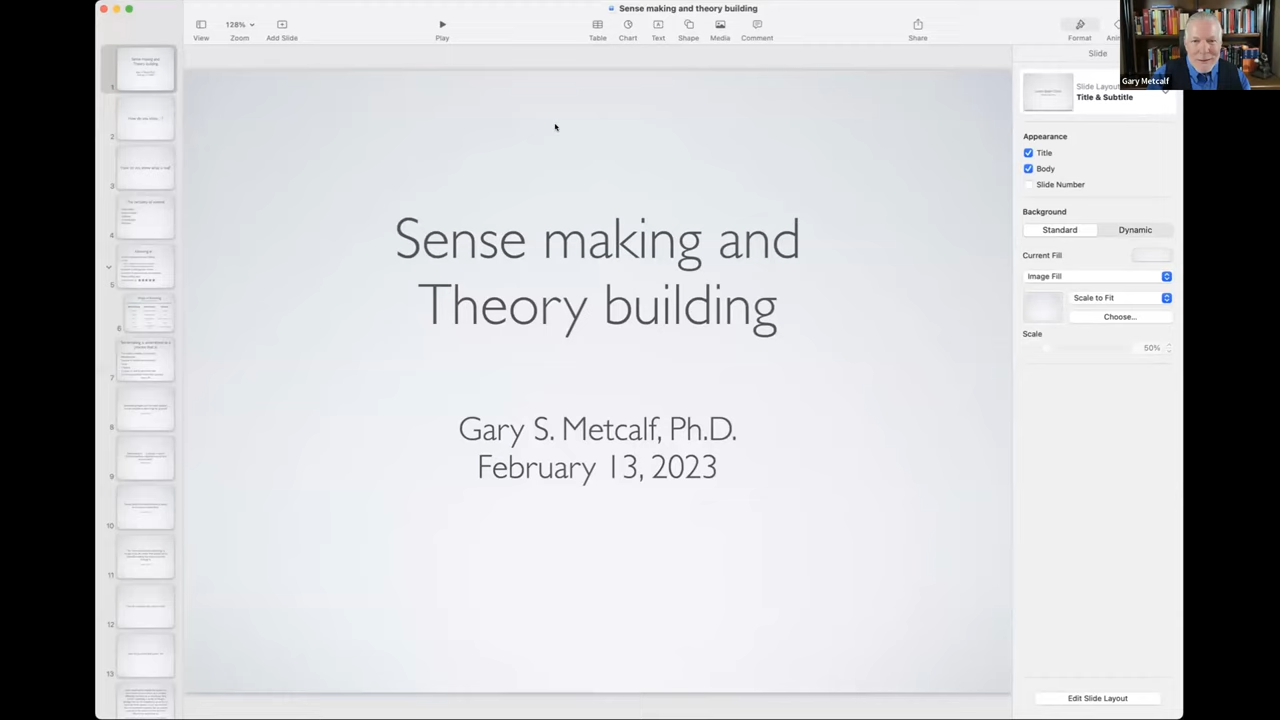 Sense making and theory building
View
128%
Zoom
Add Slide
Play
Table
Chart
Text
Shape
Media
Comment
Share
Format
Gary Metcalf
Slide
Slide Layout
Title & Subtitle
Appearance
Title
Body
Slide Number
Background
Standard
Dynamic
Current Fill
Image Fill
Scale to Fit
Choose...
Scale
50%
Edit Slide Layout
Sense making and
Theory building
Gary S. Metcalf, Ph.D.
February 13, 2023
1
2
3
4
5
6
7
8
9
10
11
12
13